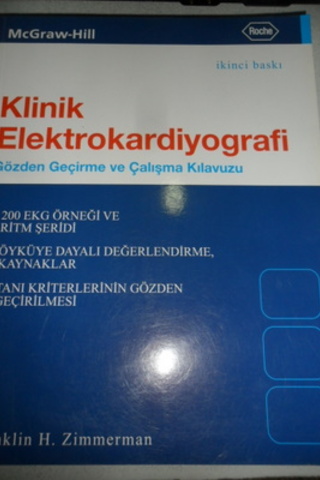 McGraw-Hill
Roche
ikinci baskı
Klinik
Elektrokardiyografi
Gözden Geçirme ve Çalışma Kılavuzu
200 EKG ÖRNEĞİ VE
RİTM ŞERİDİ
ÖYKÜYE DAYALI DEĞERLENDİRME,
KAYNAKLAR
TANI KRİTERLERİNİN GÖZDEN
GEÇİRİLMESİ
nklin H. Zimmerman